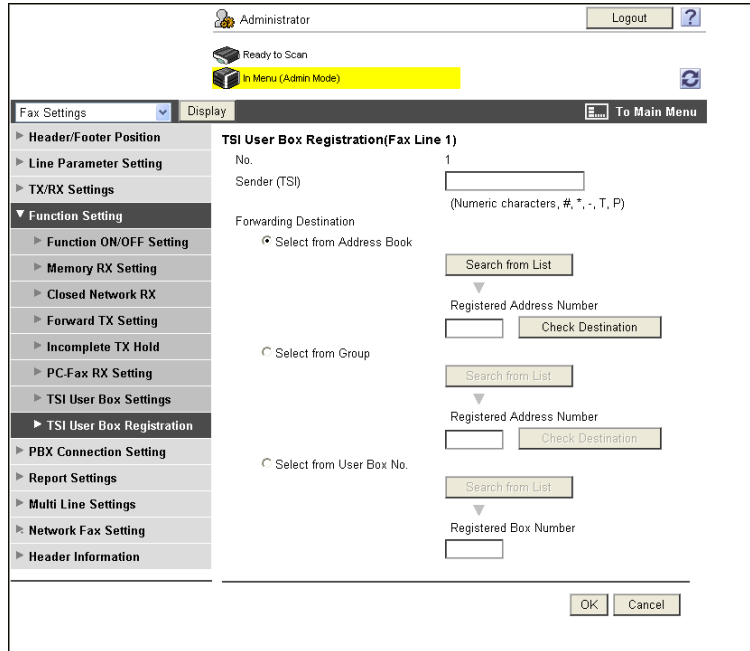 Administrator
Logout
?
Ready to Scan
In Menu (Admin Mode)
Fax Settings
Display
To Main Menu
Header/Footer Position
Line Parameter Setting
TX/RX Settings
Function Setting
Function ON/OFF Setting
Memory RX Setting
Closed Network RX
Forward TX Setting
Incomplete TX Hold
PC-Fax RX Setting
TSI User Box Settings
TSI User Box Registration
PBX Connection Setting
Report Settings
Multi Line Settings
Network Fax Setting
Header Information
TSI User Box Registration(Fax Line 1)
No. 1
Sender (TSI)
(Numeric characters, #, *, -, T, P)
Forwarding Destination
Select from Address Book
Search from List
Registered Address Number
Check Destination
Select from Group
Search from List
Registered Address Number
Check Destination
Select from User Box No.
Search from List
Registered Box Number
OK Cancel